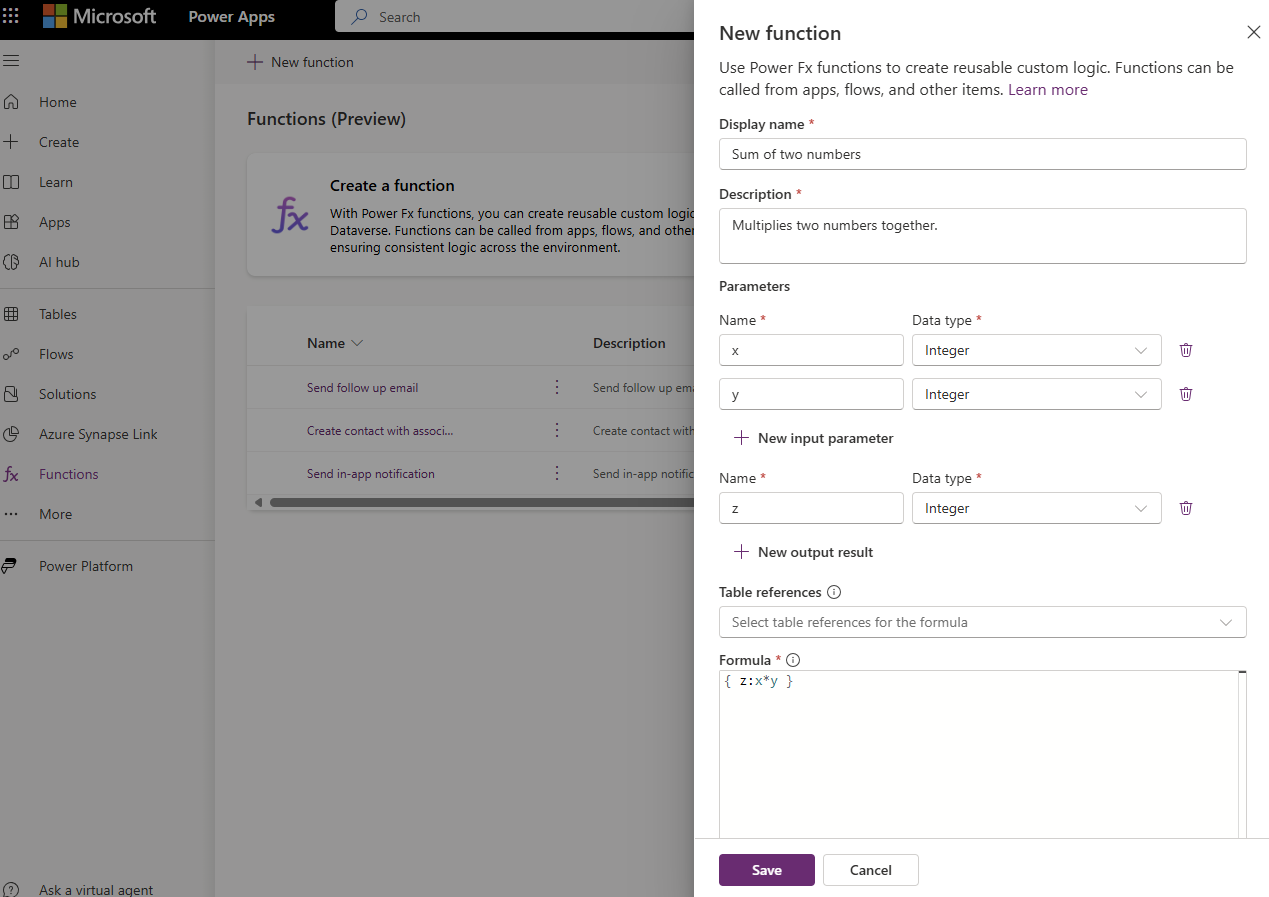 Microsoft Power Apps Search
New function
Functions (Preview)
Create a function
With Power Fx functions, you can create reusable custom logic
Dataverse. Functions can be called from apps, flows, and other
ensuring consistent logic across the environment.
Name Description
Send follow up email Send follow up ema
Create contact with associ... Create contact with
Send in-app notification Send in-app notific
Home
Create
Learn
Apps
AI hub
Tables
Flows
Solutions
Azure Synapse Link
Functions
More
Power Platform
Ask a virtual agent
New function
Use Power Fx functions to create reusable custom logic. Functions can be
called from apps, flows, and other items. Learn more
Display name *
Sum of two numbers
Description *
Multiplies two numbers together.
Parameters
Name * Data type *
x Integer
y Integer
New input parameter
Name * Data type *
z Integer
New output result
Table references
Select table references for the formula
Formula *
{ z:x*y }
Save Cancel